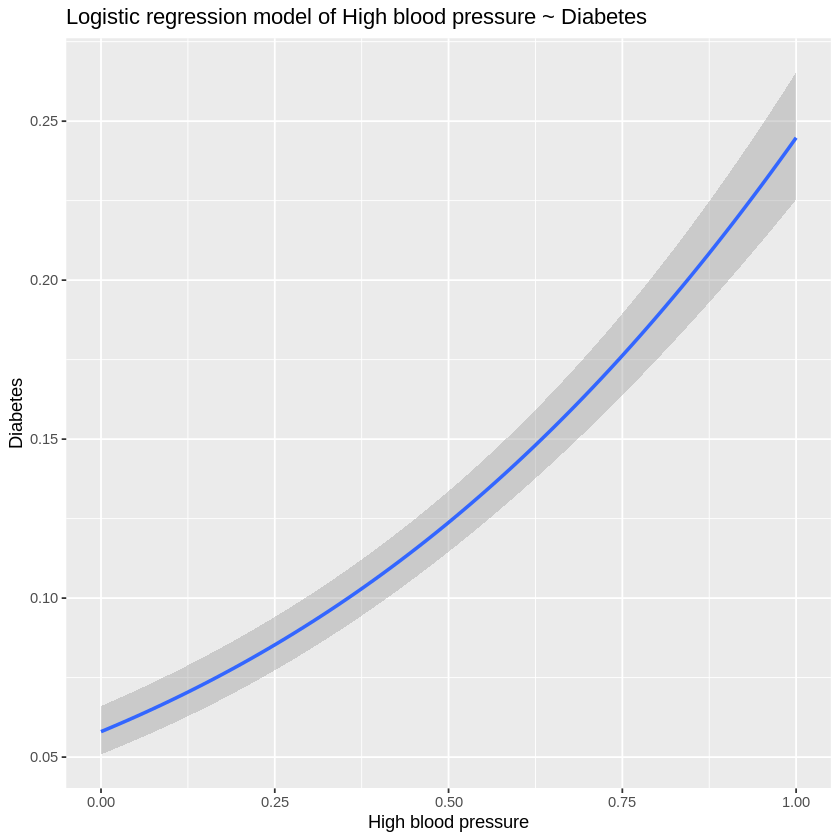 Logistic regression model of High blood pressure ~ Diabetes
0.25
0.20
0.15
0.10
0.05
Diabetes
0.00 0.25 0.50 0.75 1.00
High blood pressure